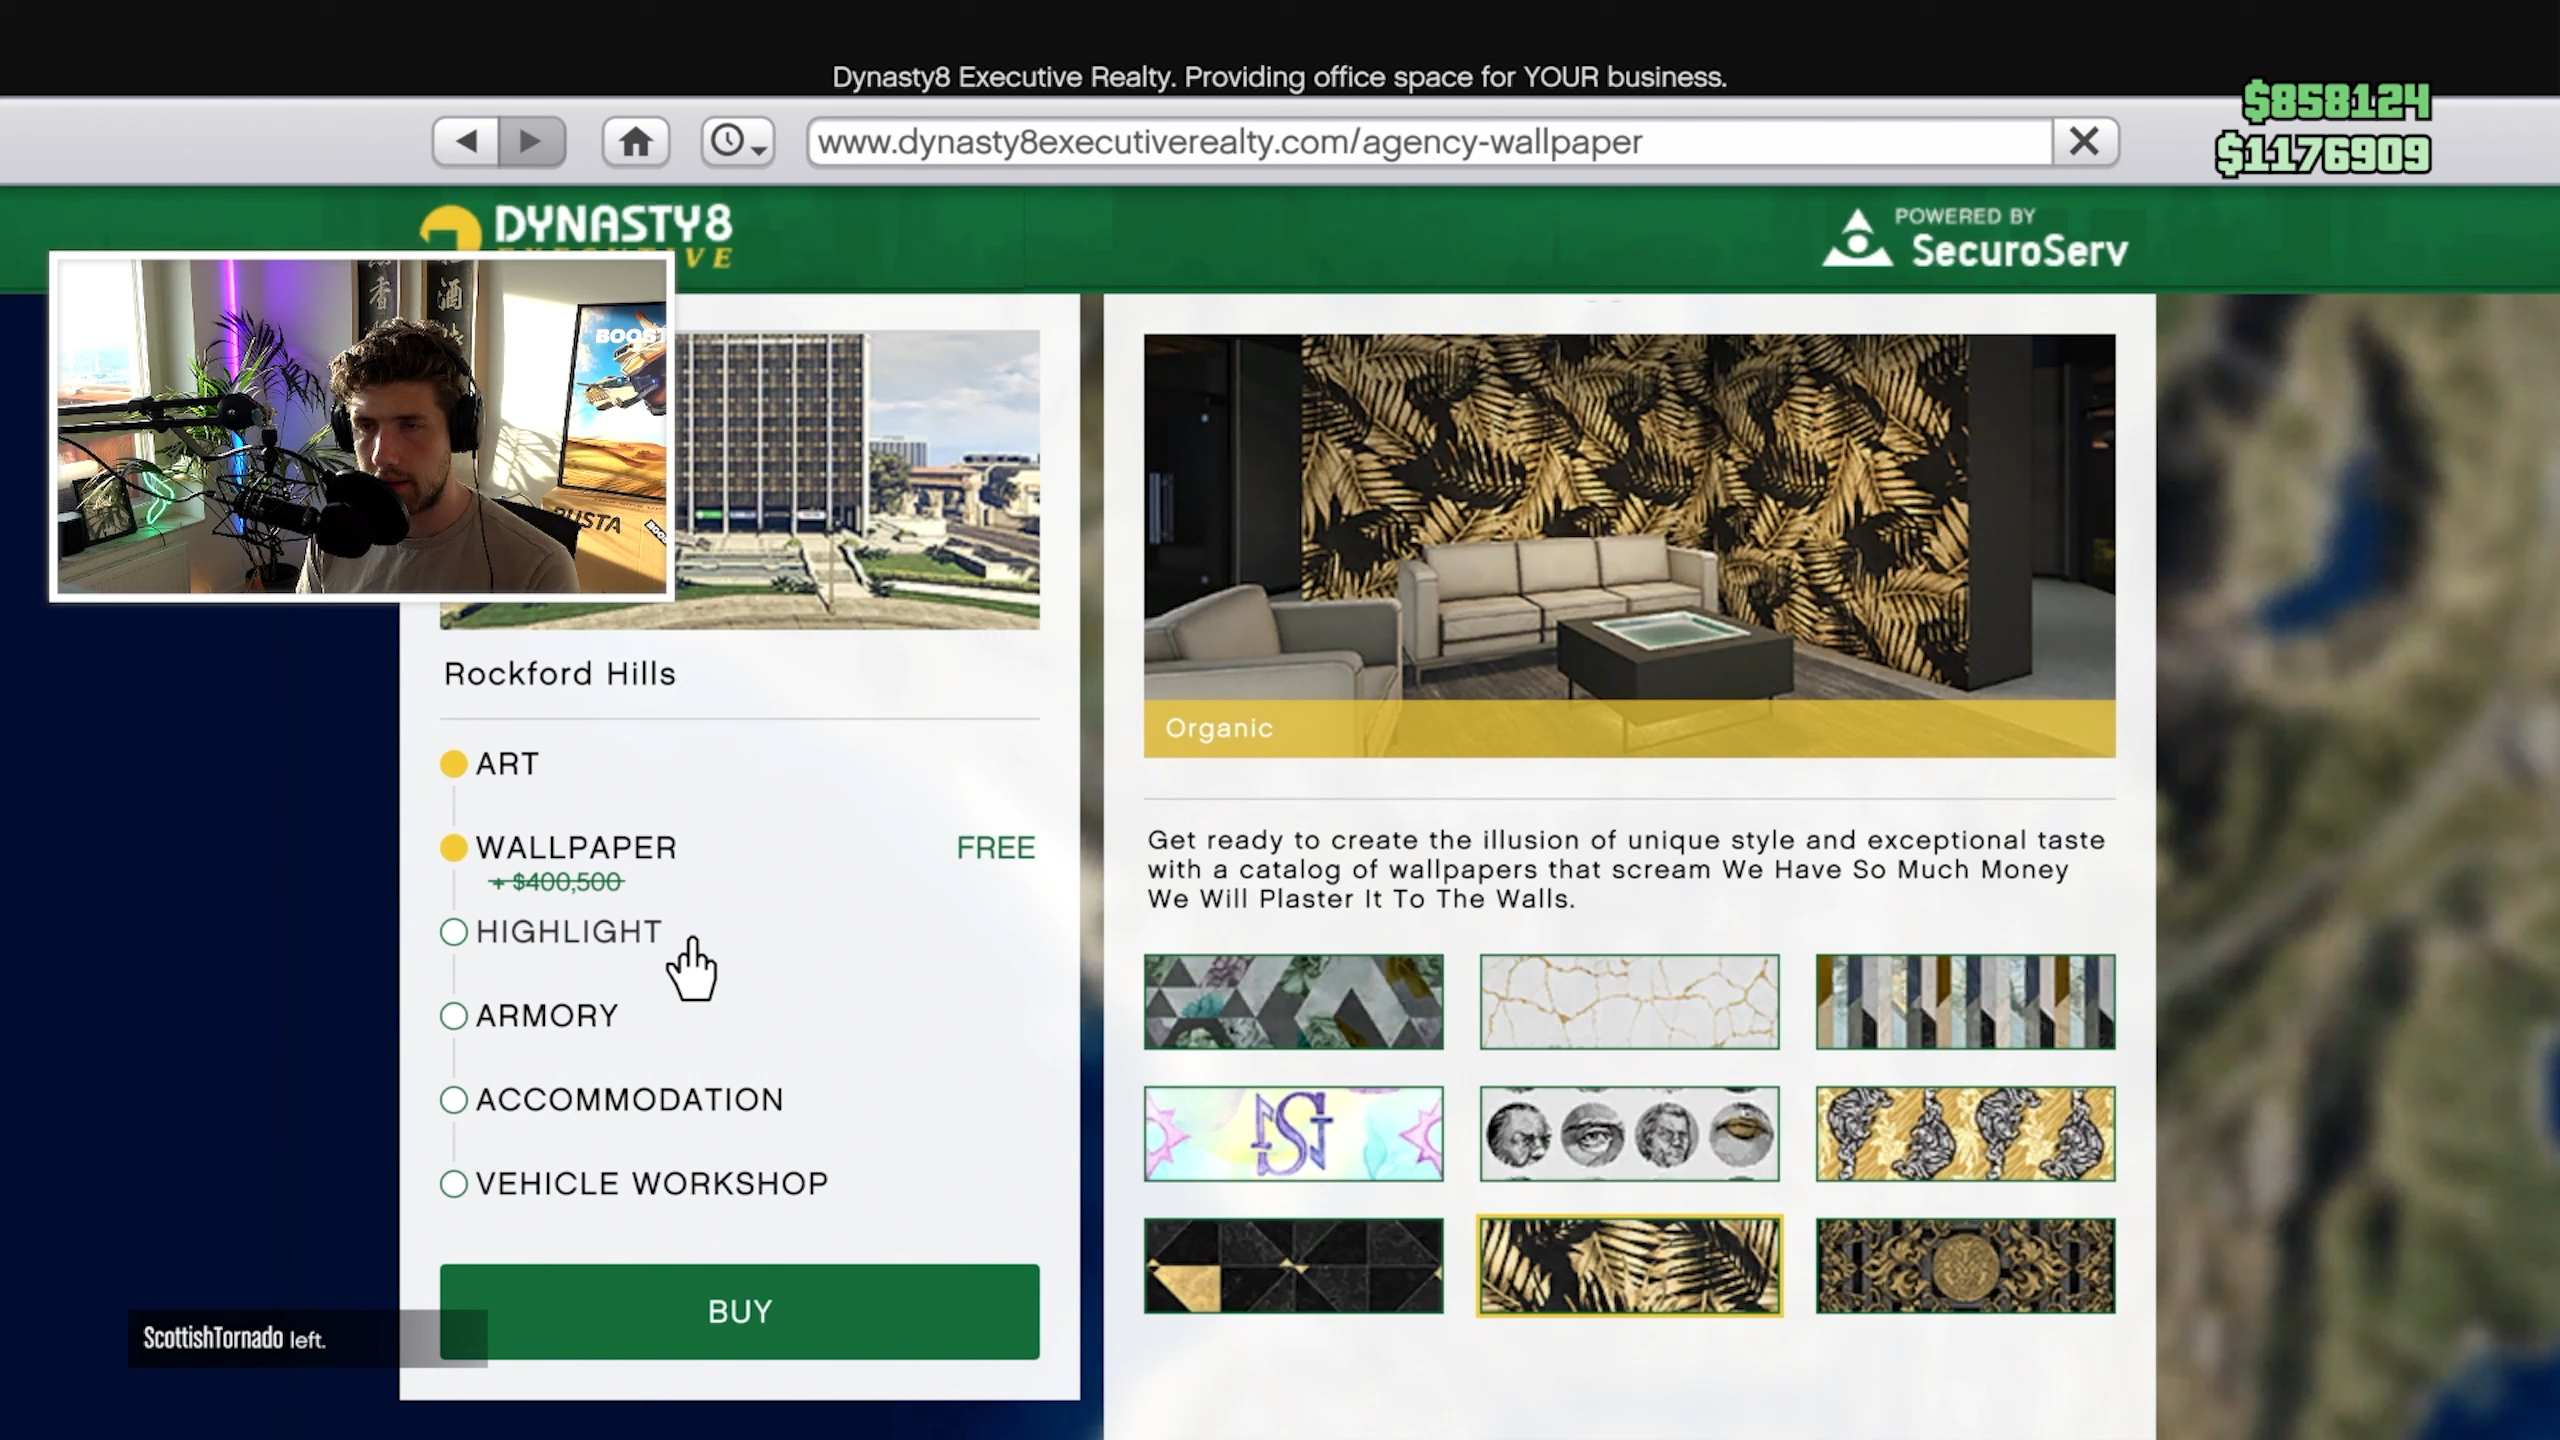 Dynasty8 Executive Realty. Providing office space for YOUR business.
$858124
$1176909
www.dynasty8executiverealty.com/agency-wallpaper
DYNASTY8
POWERED BY
SecuroServ
香
酒
Rockford Hills
Organic
ART
WALLPAPER FREE
+ $400,500
HIGHLIGHT
ARMORY
ACCOMMODATION
VEHICLE WORKSHOP
BUY
Get ready to create the illusion of unique style and exceptional taste
with a catalog of wallpapers that scream We Have So Much Money
We Will Plaster It To The Walls.
ScottishTornado left.